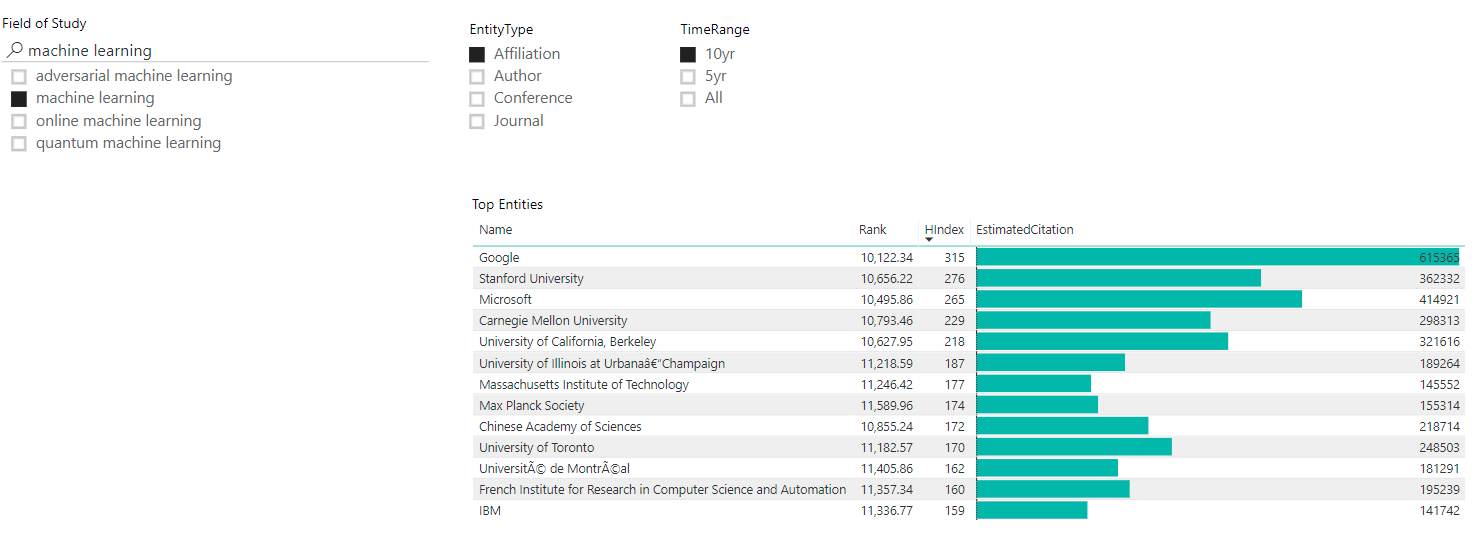 Field of Study
machine learning
adversarial machine learning
machine learning
online machine learning
quantum machine learning
EntityType
Affiliation
Author
Conference
Journal
TimeRange
10yr
5yr
All
Top Entities
Name Rank HIndex EstimatedCitation
Google 10,122.34 315 615365
Stanford University 10,656.22 276 362332
Microsoft 10,495.86 265 414921
Carnegie Mellon University 10,793.46 229 298313
University of California, Berkeley 10,627.95 218 321616
University of Illinois at Urbanaâ€“Champaign 11,218.59 187 189264
Massachusetts Institute of Technology 11,246.42 177 145552
Max Planck Society 11,589.96 174 155314
Chinese Academy of Sciences 10,855.24 172 218714
University of Toronto 11,182.57 170 248503
UniversitÃ© de MontrÃ©al 11,405.86 162 181291
French Institute for Research in Computer Science and Automation 11,357.34 160 195239
IBM 11,336.77 159 141742